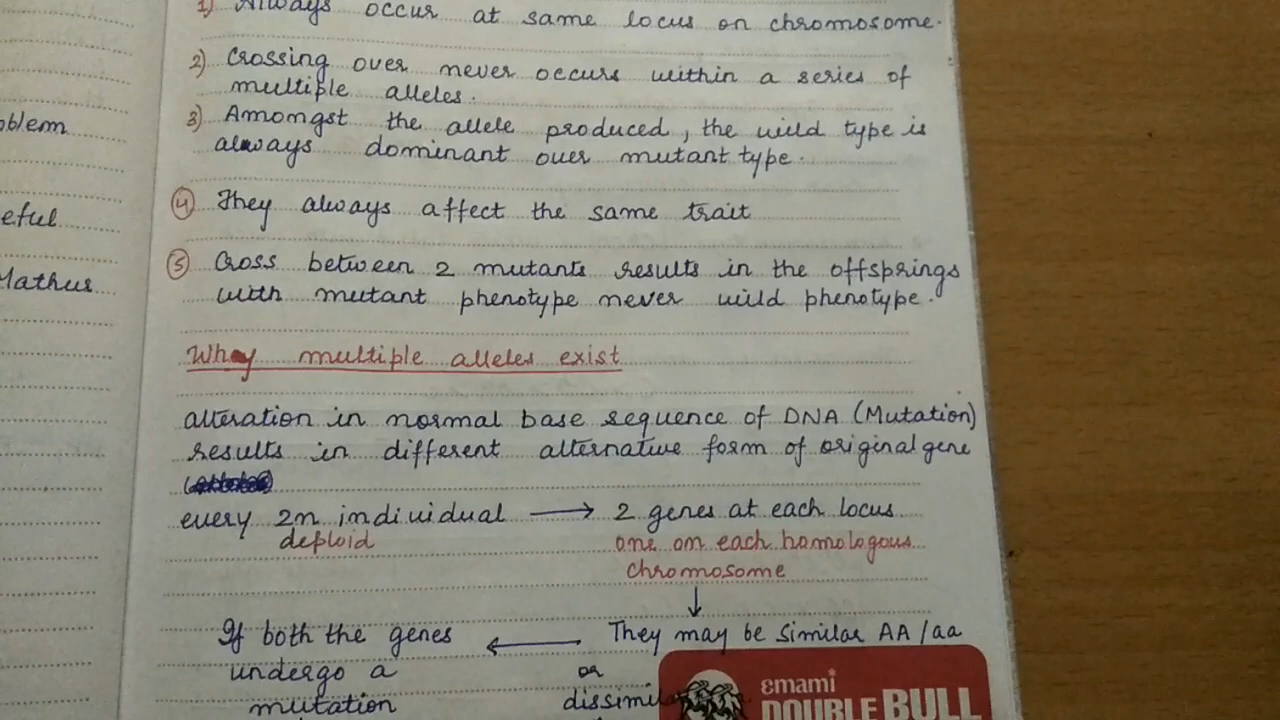 1) Always occur at same locus on chromosome.
2) Crossing over never occurs within a series of
multiple alleles.
3) Amongst the allele produced, the wild type is
always dominant over mutant type.
4 They always affect the same trait
5 Cross between 2 mutants results in the offsprings
with mutant phenotype never wild phenotype.
Why multiple alleles exist
alteration in normal base sequence of DNA (Mutation)
results in different alternative form of original gene
every 2n individual → 2 genes at each locus
deploid
one on each homologous
chromosome
↓
If both the genes ← They may be similar AA/aa
undergo a or
mutation dissimil
emami
DOUBLE BULL
oblem
eful
Mathur